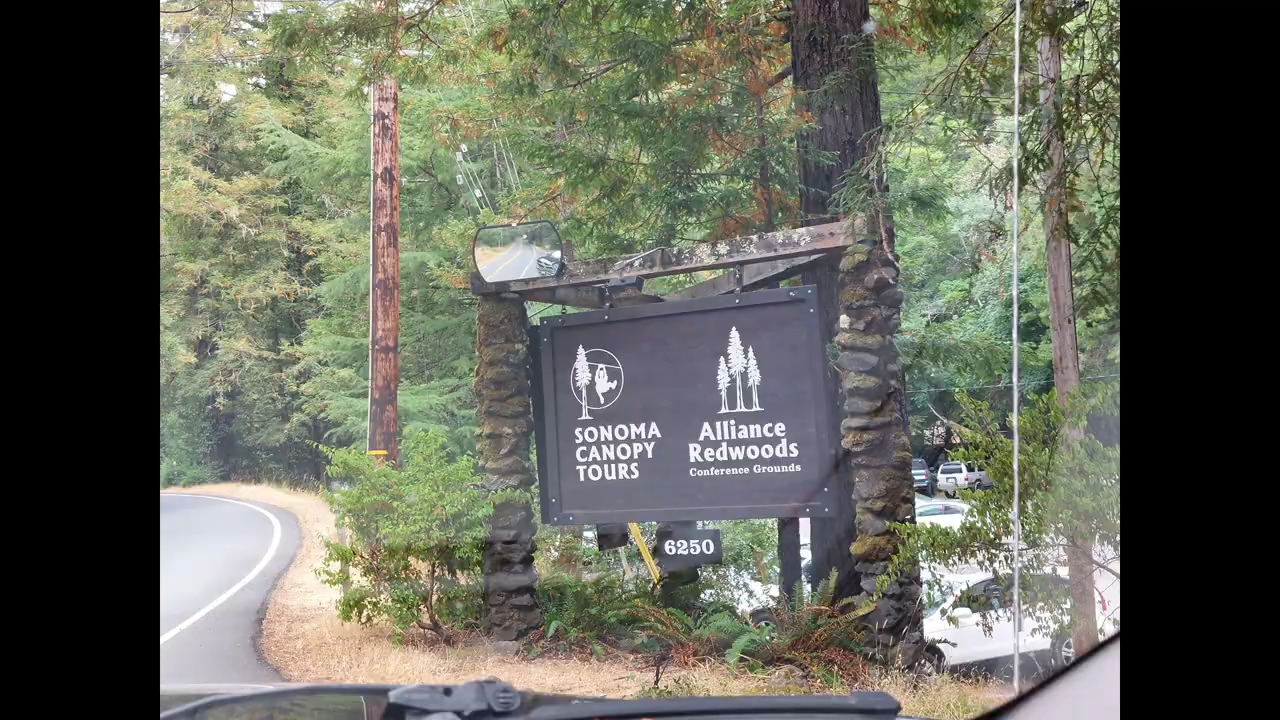 SONOMA
CANOPY
TOURS
Alliance
Redwoods
Conference Grounds
6250